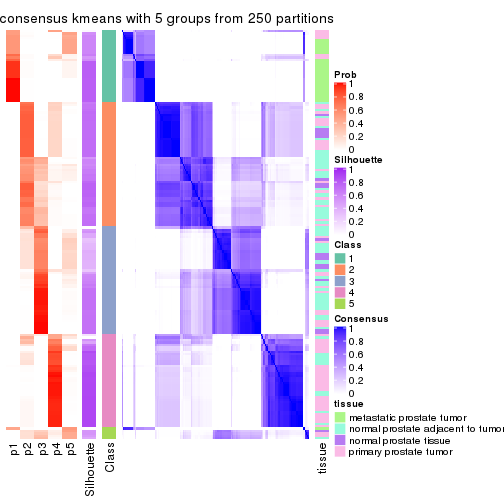 consensus kmeans with 5 groups from 250 partitions
Prob
1
0.8
0.6
0.4
0.2
0
Silhouette
1
0.8
0.6
0.4
0.2
0
Class
1
2
3
4
5
Consensus
1
0.8
0.6
0.4
0.2
0
tissue
metastatic prostate tumor
normal prostate adjacent to tumor
normal prostate tissue
primary prostate tumor
p1
p2
p3
p4
p5
Silhouette
Class
tissue